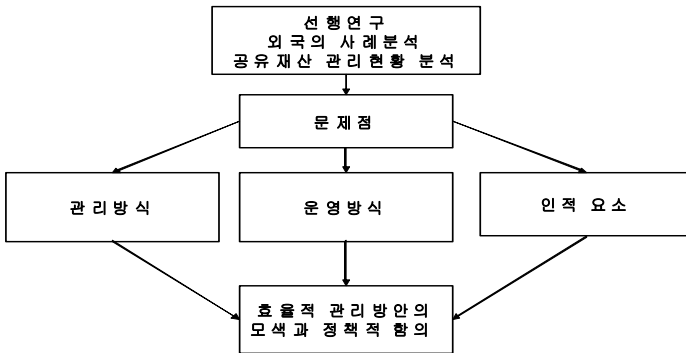 선행연구
외국의 사례분석
공유재산 관리현황 분석
문제점
관리방식
운영방식
인적 요소
효율적 관리방안의
모색과 정책적 함의